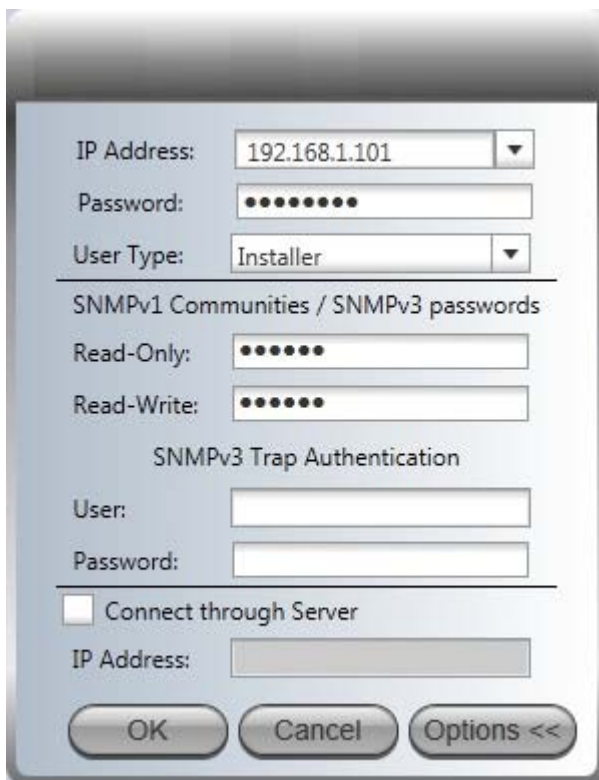 IP Address: 192.168.1.101
Password: ●●●●●●●●
User Type: Installer
SNMPv1 Communities / SNMPv3 passwords
Read-Only: ●●●●●●
Read-Write: ●●●●●●
SNMPv3 Trap Authentication
User:
Password:
Connect through Server
IP Address:
OK Cancel Options <<